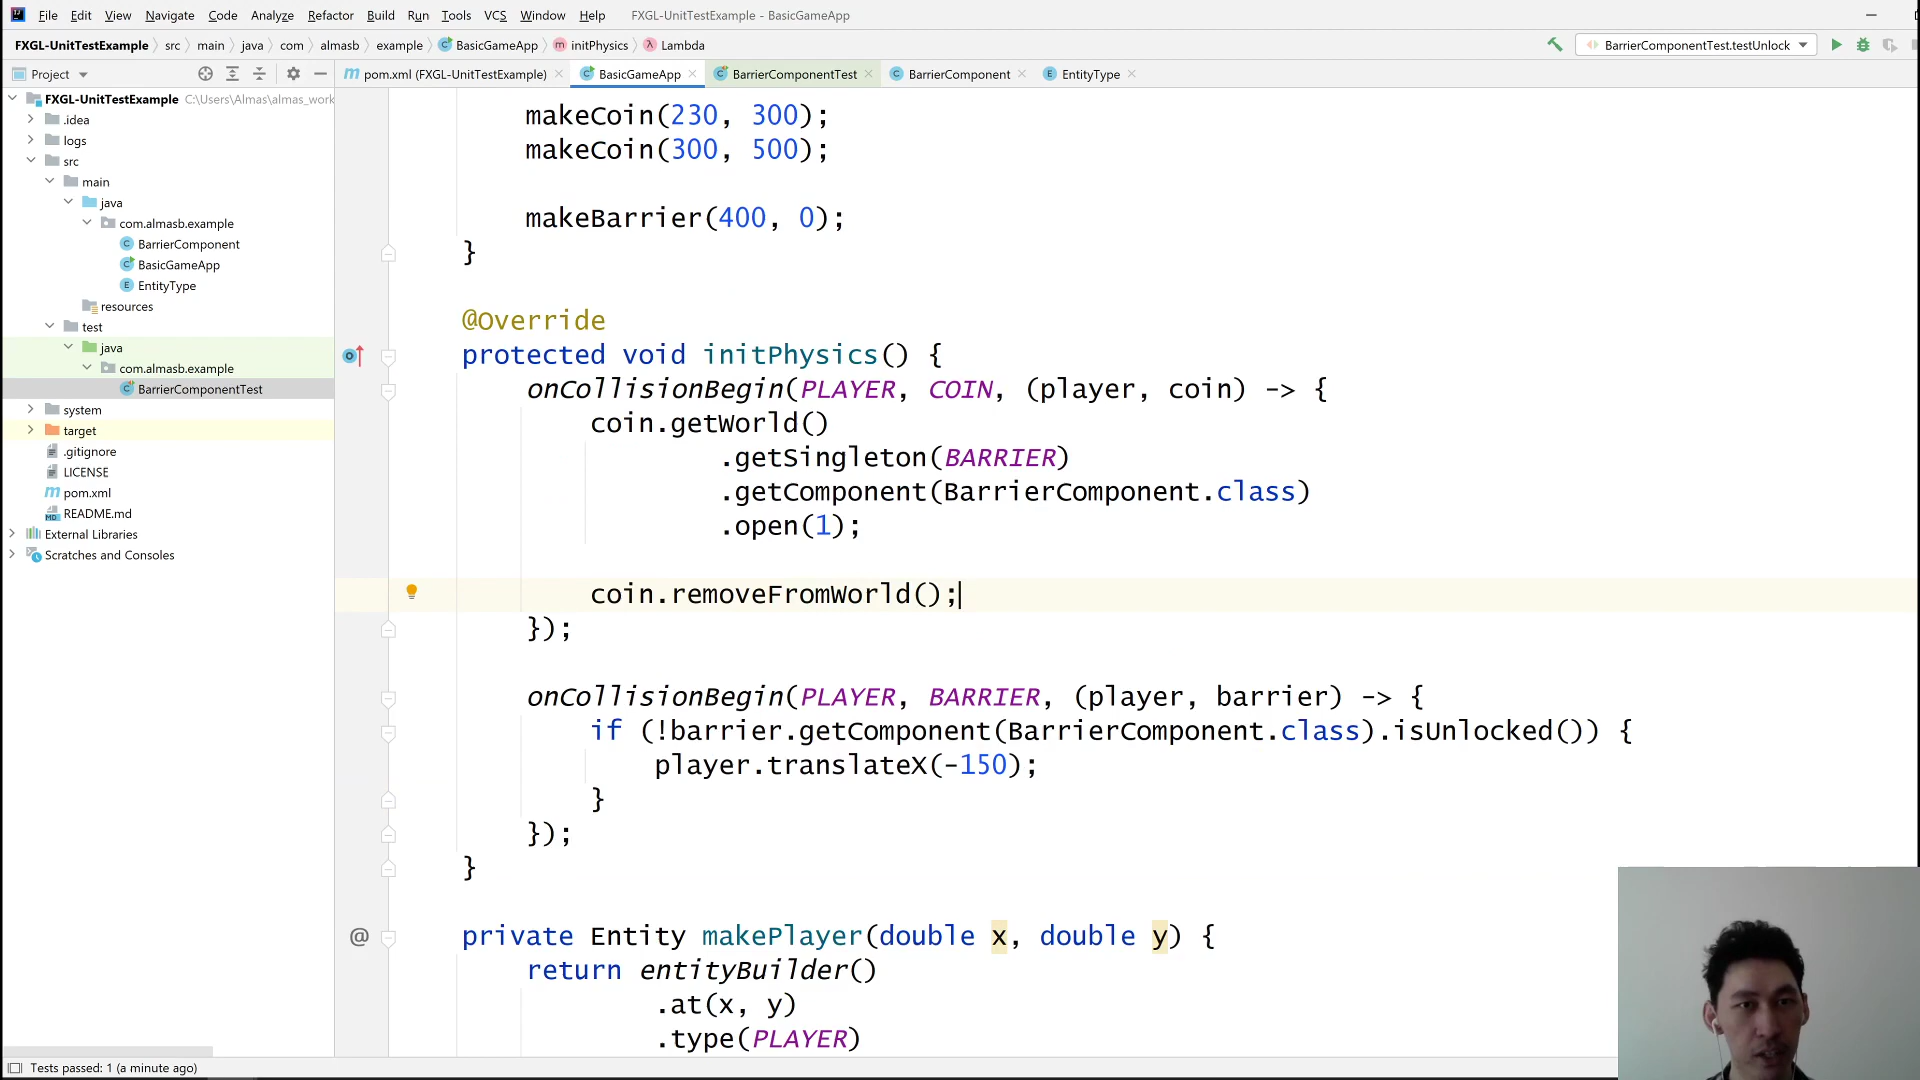 File Edit View Navigate Code Analyze Refactor Build Run Tools VCS Window Help FXGL-UnitTestExample - BasicGameApp
FXGL-UnitTestExample src main java com almasb example BasicGameApp initPhysics Lambda BarrierComponentTest.testUnlock
Project pom.xml (FXGL-UnitTestExample) BasicGameApp BarrierComponentTest BarrierComponent EntityType
FXGL-UnitTestExample C:\Users\Almas\almas_work
.idea
logs
src
main
java
com.almasb.example
BarrierComponent
BasicGameApp
EntityType
resources
test
java
com.almasb.example
BarrierComponentTest
system
target
.gitignore
LICENSE
pom.xml
README.md
External Libraries
Scratches and Consoles
makeCoin(230, 300);
makeCoin(300, 500);
makeBarrier(400, 0);
}
@Override
protected void initPhysics() {
onCollisionBegin(PLAYER, COIN, (player, coin) -> {
coin.getWorld()
.getSingleton(BARRIER)
.getComponent(BarrierComponent.class)
.open(1);
coin.removeFromWorld();
});
onCollisionBegin(PLAYER, BARRIER, (player, barrier) -> {
if (!barrier.getComponent(BarrierComponent.class).isUnlocked()) {
player.translateX(-150);
}
});
}
@ private Entity makePlayer(double x, double y) {
return entityBuilder()
.at(x, y)
.type(PLAYER)
Tests passed: 1 (a minute ago)